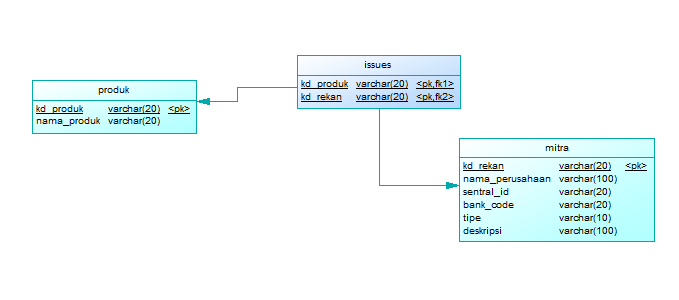 issues
kd_produk varchar(20) <pk,fk1>
kd_rekan varchar(20) <pk,fk2>
produk
kd_produk varchar(20) <pk>
nama_produk varchar(20)
mitra
kd_rekan varchar(20) <pk>
nama_perusahaan varchar(100)
sentral_id varchar(20)
bank_code varchar(20)
tipe varchar(10)
deskripsi varchar(100)